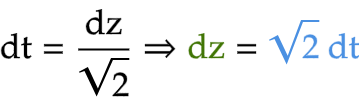 dt = dz/√2 ⇒ dz = √2 dt